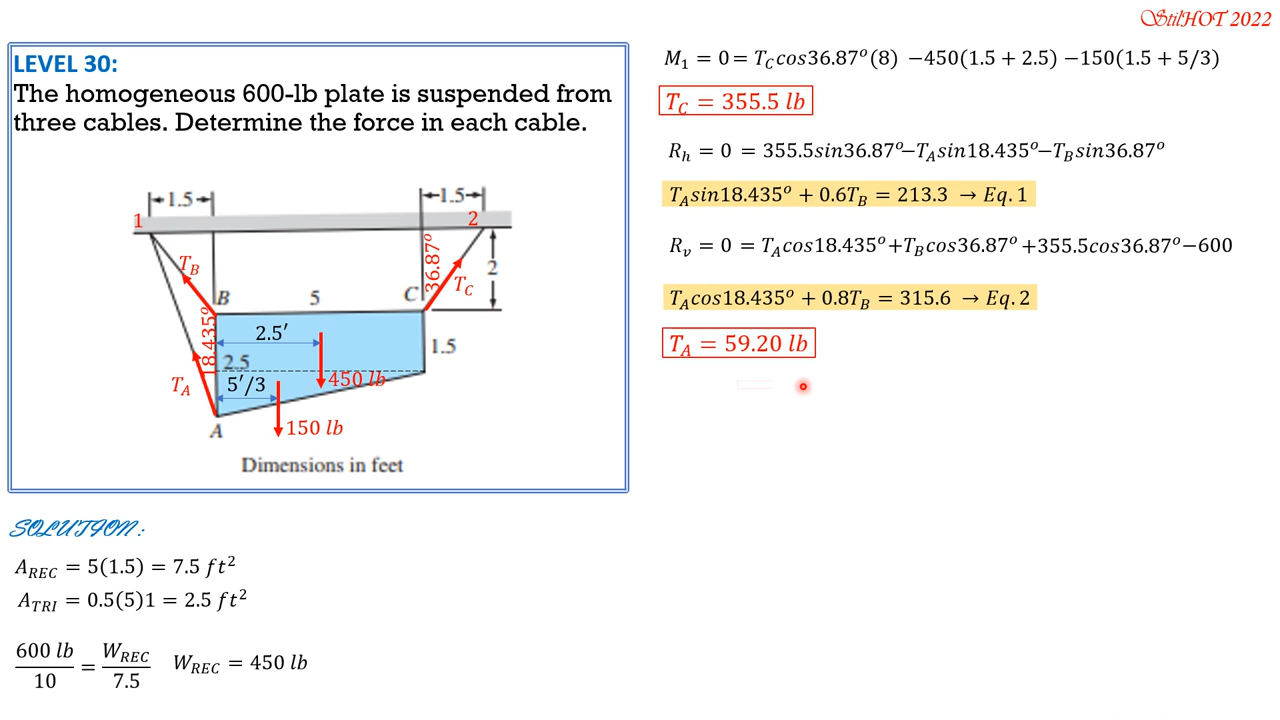 StilHOT 2022
LEVEL 30:
The homogeneous 600-lb plate is suspended from
three cables. Determine the force in each cable.
1.5
1.5
1
2
T_B
36.87°
2
T_C
B
5
C
18.435°
2.5′
1.5
2.5
T_A
5′/3
450 lb
A
150 lb
Dimensions in feet
SOLUTION:
A_REC = 5(1.5) = 7.5 ft²
A_TRI = 0.5(5)1 = 2.5 ft²
600 lb/10 = W_REC/7.5 W_REC = 450 lb
M₁ = 0 = T_C cos36.87°(8) −450(1.5 + 2.5) −150(1.5 + 5/3)
T_C = 355.5 lb
R_h = 0 = 355.5sin36.87°−T_A sin18.435°−T_B sin36.87°
T_A sin18.435° + 0.6T_B = 213.3 → Eq. 1
R_v = 0 = T_A cos18.435°+T_B cos36.87° +355.5cos36.87°−600
T_A cos18.435° + 0.8T_B = 315.6 → Eq. 2
T_A = 59.20 lb